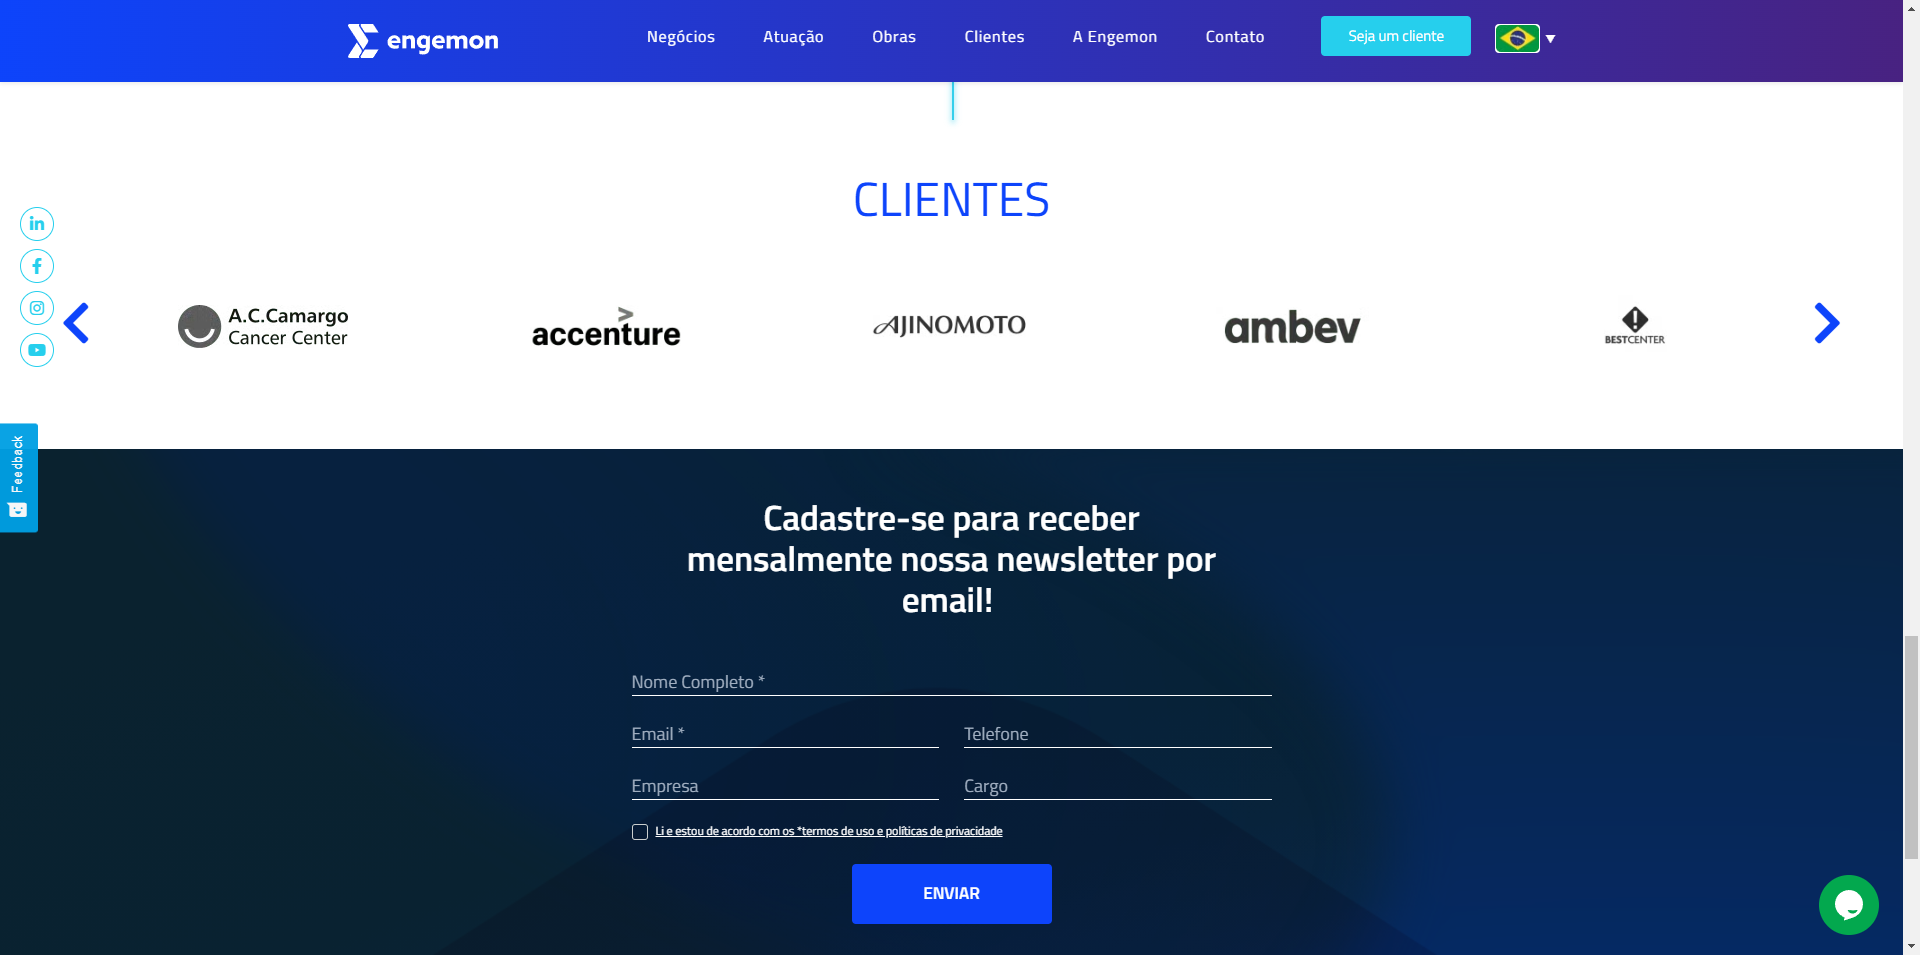 engemon
Negócios
Atuação
Obras
Clientes
A Engemon
Contato
Seja um cliente
CLIENTES
A.C.Camargo
Cancer Center
accenture
AJINOMOTO
ambev
BESTCENTER
Feedback
Cadastre-se para receber
mensalmente nossa newsletter por
email!
Nome Completo *
Email *
Telefone
Empresa
Cargo
Li e estou de acordo com os *termos de uso e políticas de privacidade
ENVIAR